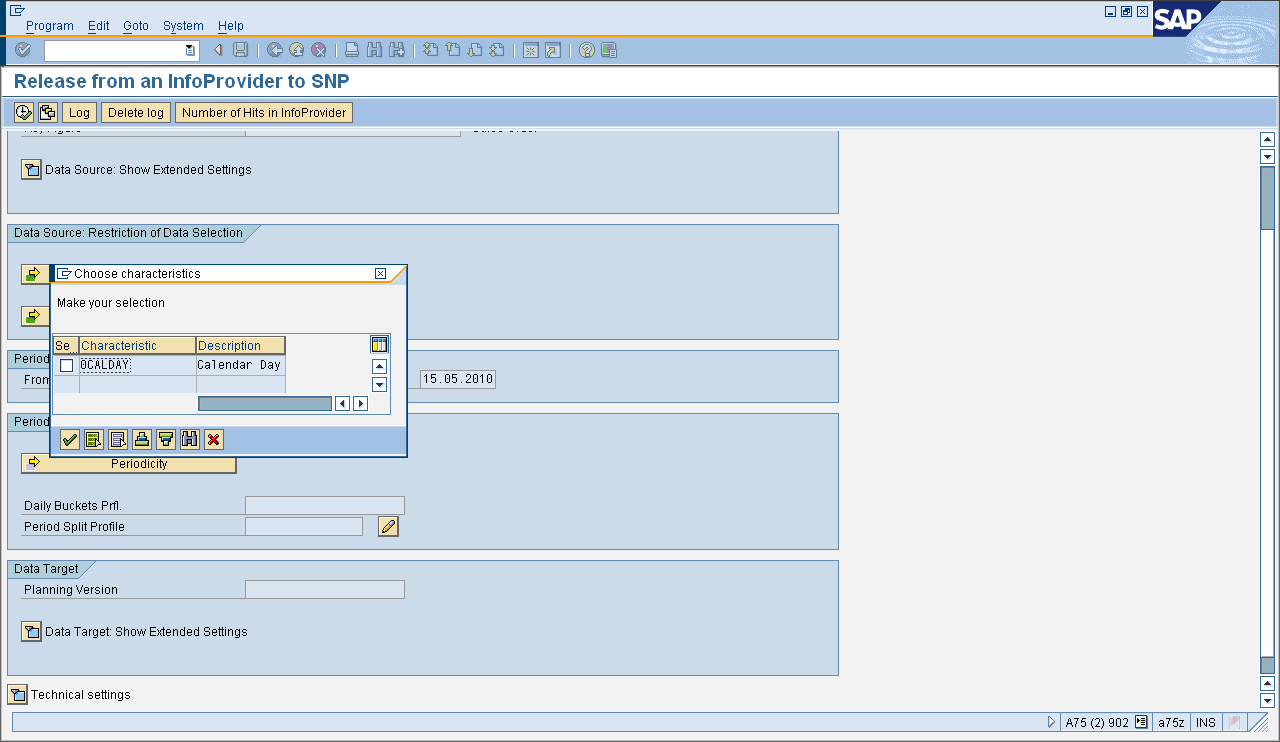 Program Edit Goto System Help
SAP
Release from an InfoProvider to SNP
Log Delete log Number of Hits in InfoProvider
Data Source: Show Extended Settings
Data Source: Restriction of Data Selection
Choose characteristics
Make your selection
Se... Characteristic Description
0CALDAY Calendar Day
Period
From 15.05.2010
Period
Periodicity
Daily Buckets Prfl.
Period Split Profile
Data Target
Planning Version
Data Target: Show Extended Settings
Technical settings
A75 (2) 902 a75z INS